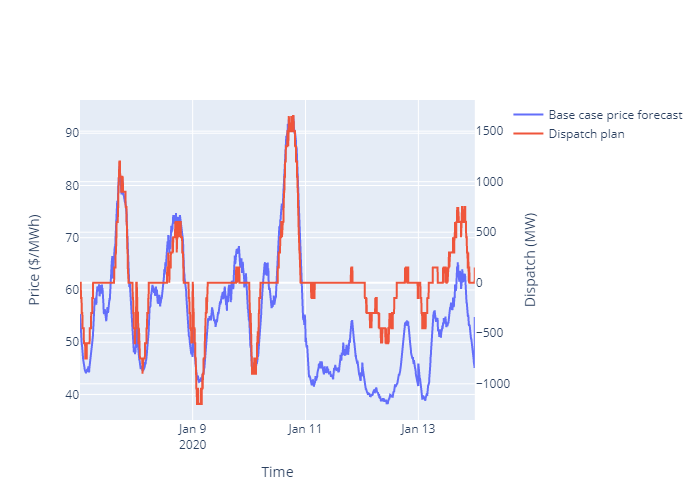 Base case price forecast
Dispatch plan
90
80
70
60
50
40
Price ($/MWh)
1500
1000
500
0
−500
−1000
Dispatch (MW)
Jan 9
2020
Jan 11
Jan 13
Time